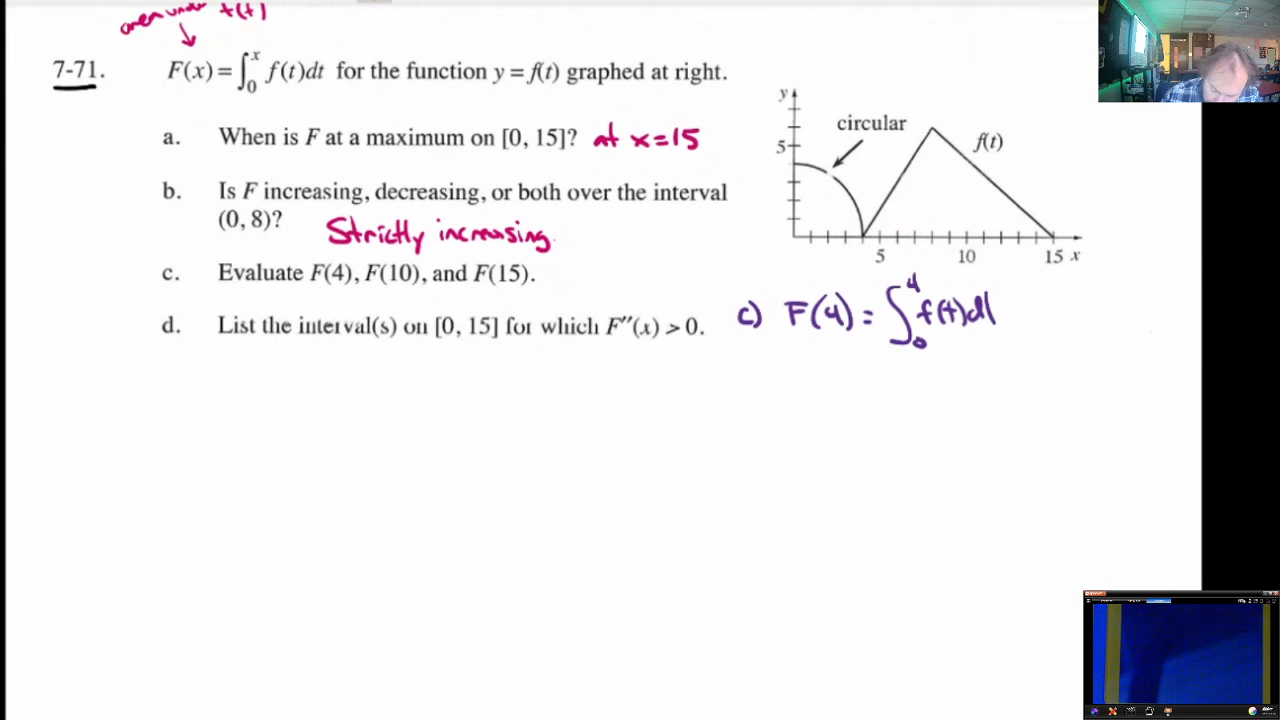 area under f(t)
7-71. F(x) = ∫₀ˣ f(t)dt for the function y = f(t) graphed at right.
a. When is F at a maximum on [0, 15]? at x=15
b. Is F increasing, decreasing, or both over the interval
(0, 8)? Strictly increasing.
c. Evaluate F(4), F(10), and F(15).
d. List the interval(s) on [0, 15] for which F″(x) > 0.
y
circular
f(t)
5
5 10 15 x
c) F(4) = ∫₀⁴ f(t)dt